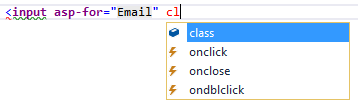 <input asp-for="Email" cl
class
onclick
onclose
ondblclick